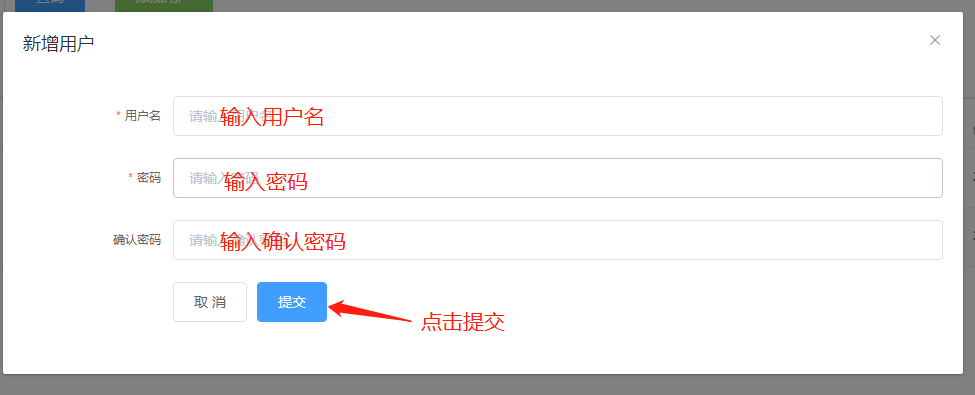 新增用户
* 用户名
输入用户名
* 密码
输入密码
确认密码
输入确认密码
取 消
提交
点击提交